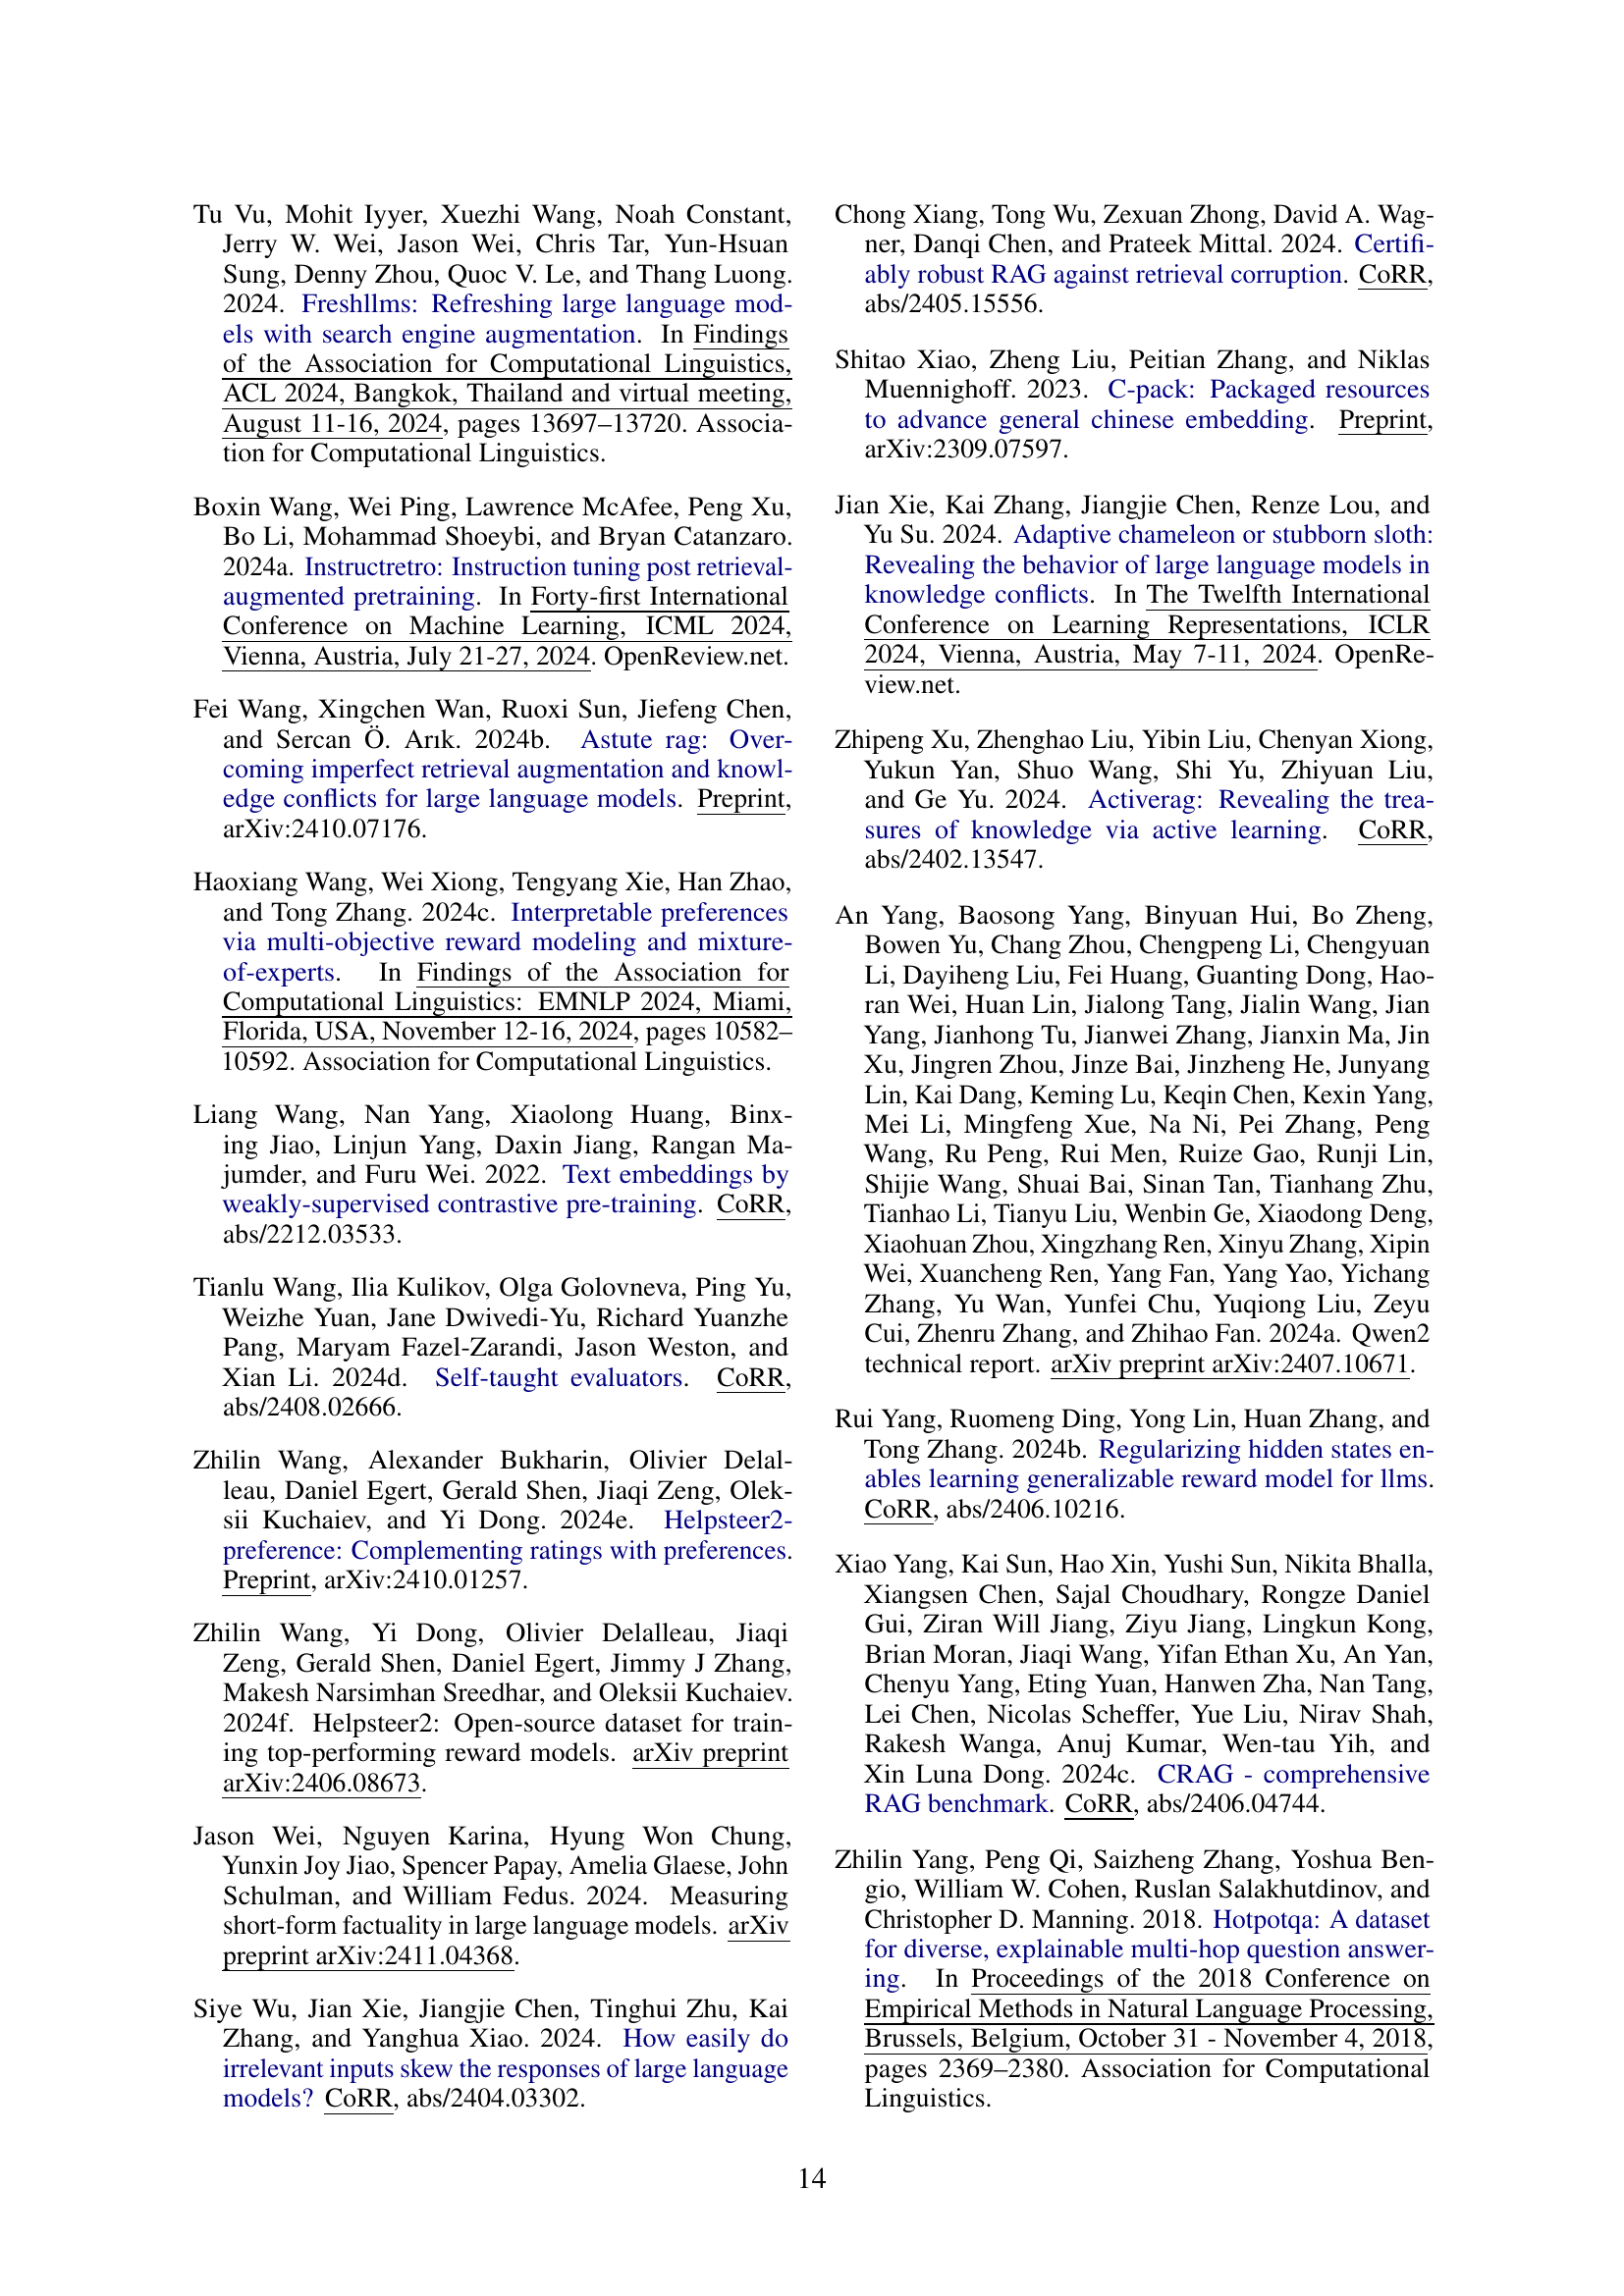 Tu Vu, Mohit Iyyer, Xuezhi Wang, Noah Constant,
Jerry W. Wei, Jason Wei, Chris Tar, Yun-Hsuan
Sung, Denny Zhou, Quoc V. Le, and Thang Luong.
2024. Freshllms: Refreshing large language mod-
els with search engine augmentation. In Findings
of the Association for Computational Linguistics,
ACL 2024, Bangkok, Thailand and virtual meeting,
August 11-16, 2024, pages 13697–13720. Associa-
tion for Computational Linguistics.
Boxin Wang, Wei Ping, Lawrence McAfee, Peng Xu,
Bo Li, Mohammad Shoeybi, and Bryan Catanzaro.
2024a. Instructretro: Instruction tuning post retrieval-
augmented pretraining. In Forty-first International
Conference on Machine Learning, ICML 2024,
Vienna, Austria, July 21-27, 2024. OpenReview.net.
Fei Wang, Xingchen Wan, Ruoxi Sun, Jiefeng Chen,
and Sercan Ö. Arık. 2024b. Astute rag: Over-
coming imperfect retrieval augmentation and knowl-
edge conflicts for large language models. Preprint,
arXiv:2410.07176.
Haoxiang Wang, Wei Xiong, Tengyang Xie, Han Zhao,
and Tong Zhang. 2024c. Interpretable preferences
via multi-objective reward modeling and mixture-
of-experts. In Findings of the Association for
Computational Linguistics: EMNLP 2024, Miami,
Florida, USA, November 12-16, 2024, pages 10582–
10592. Association for Computational Linguistics.
Liang Wang, Nan Yang, Xiaolong Huang, Binx-
ing Jiao, Linjun Yang, Daxin Jiang, Rangan Ma-
jumder, and Furu Wei. 2022. Text embeddings by
weakly-supervised contrastive pre-training. CoRR,
abs/2212.03533.
Tianlu Wang, Ilia Kulikov, Olga Golovneva, Ping Yu,
Weizhe Yuan, Jane Dwivedi-Yu, Richard Yuanzhe
Pang, Maryam Fazel-Zarandi, Jason Weston, and
Xian Li. 2024d. Self-taught evaluators. CoRR,
abs/2408.02666.
Zhilin Wang, Alexander Bukharin, Olivier Delal-
leau, Daniel Egert, Gerald Shen, Jiaqi Zeng, Olek-
sii Kuchaiev, and Yi Dong. 2024e. Helpsteer2-
preference: Complementing ratings with preferences.
Preprint, arXiv:2410.01257.
Zhilin Wang, Yi Dong, Olivier Delalleau, Jiaqi
Zeng, Gerald Shen, Daniel Egert, Jimmy J Zhang,
Makesh Narsimhan Sreedhar, and Oleksii Kuchaiev.
2024f. Helpsteer2: Open-source dataset for train-
ing top-performing reward models. arXiv preprint
arXiv:2406.08673.
Jason Wei, Nguyen Karina, Hyung Won Chung,
Yunxin Joy Jiao, Spencer Papay, Amelia Glaese, John
Schulman, and William Fedus. 2024. Measuring
short-form factuality in large language models. arXiv
preprint arXiv:2411.04368.
Siye Wu, Jian Xie, Jiangjie Chen, Tinghui Zhu, Kai
Zhang, and Yanghua Xiao. 2024. How easily do
irrelevant inputs skew the responses of large language
models? CoRR, abs/2404.03302.
Chong Xiang, Tong Wu, Zexuan Zhong, David A. Wag-
ner, Danqi Chen, and Prateek Mittal. 2024. Certifi-
ably robust RAG against retrieval corruption. CoRR,
abs/2405.15556.
Shitao Xiao, Zheng Liu, Peitian Zhang, and Niklas
Muennighoff. 2023. C-pack: Packaged resources
to advance general chinese embedding. Preprint,
arXiv:2309.07597.
Jian Xie, Kai Zhang, Jiangjie Chen, Renze Lou, and
Yu Su. 2024. Adaptive chameleon or stubborn sloth:
Revealing the behavior of large language models in
knowledge conflicts. In The Twelfth International
Conference on Learning Representations, ICLR
2024, Vienna, Austria, May 7-11, 2024. OpenRe-
view.net.
Zhipeng Xu, Zhenghao Liu, Yibin Liu, Chenyan Xiong,
Yukun Yan, Shuo Wang, Shi Yu, Zhiyuan Liu,
and Ge Yu. 2024. Activerag: Revealing the trea-
sures of knowledge via active learning. CoRR,
abs/2402.13547.
An Yang, Baosong Yang, Binyuan Hui, Bo Zheng,
Bowen Yu, Chang Zhou, Chengpeng Li, Chengyuan
Li, Dayiheng Liu, Fei Huang, Guanting Dong, Hao-
ran Wei, Huan Lin, Jialong Tang, Jialin Wang, Jian
Yang, Jianhong Tu, Jianwei Zhang, Jianxin Ma, Jin
Xu, Jingren Zhou, Jinze Bai, Jinzheng He, Junyang
Lin, Kai Dang, Keming Lu, Keqin Chen, Kexin Yang,
Mei Li, Mingfeng Xue, Na Ni, Pei Zhang, Peng
Wang, Ru Peng, Rui Men, Ruize Gao, Runji Lin,
Shijie Wang, Shuai Bai, Sinan Tan, Tianhang Zhu,
Tianhao Li, Tianyu Liu, Wenbin Ge, Xiaodong Deng,
Xiaohuan Zhou, Xingzhang Ren, Xinyu Zhang, Xipin
Wei, Xuancheng Ren, Yang Fan, Yang Yao, Yichang
Zhang, Yu Wan, Yunfei Chu, Yuqiong Liu, Zeyu
Cui, Zhenru Zhang, and Zhihao Fan. 2024a. Qwen2
technical report. arXiv preprint arXiv:2407.10671.
Rui Yang, Ruomeng Ding, Yong Lin, Huan Zhang, and
Tong Zhang. 2024b. Regularizing hidden states en-
ables learning generalizable reward model for llms.
CoRR, abs/2406.10216.
Xiao Yang, Kai Sun, Hao Xin, Yushi Sun, Nikita Bhalla,
Xiangsen Chen, Sajal Choudhary, Rongze Daniel
Gui, Ziran Will Jiang, Ziyu Jiang, Lingkun Kong,
Brian Moran, Jiaqi Wang, Yifan Ethan Xu, An Yan,
Chenyu Yang, Eting Yuan, Hanwen Zha, Nan Tang,
Lei Chen, Nicolas Scheffer, Yue Liu, Nirav Shah,
Rakesh Wanga, Anuj Kumar, Wen-tau Yih, and
Xin Luna Dong. 2024c. CRAG - comprehensive
RAG benchmark. CoRR, abs/2406.04744.
Zhilin Yang, Peng Qi, Saizheng Zhang, Yoshua Ben-
gio, William W. Cohen, Ruslan Salakhutdinov, and
Christopher D. Manning. 2018. Hotpotqa: A dataset
for diverse, explainable multi-hop question answer-
ing. In Proceedings of the 2018 Conference on
Empirical Methods in Natural Language Processing,
Brussels, Belgium, October 31 - November 4, 2018,
pages 2369–2380. Association for Computational
Linguistics.
14